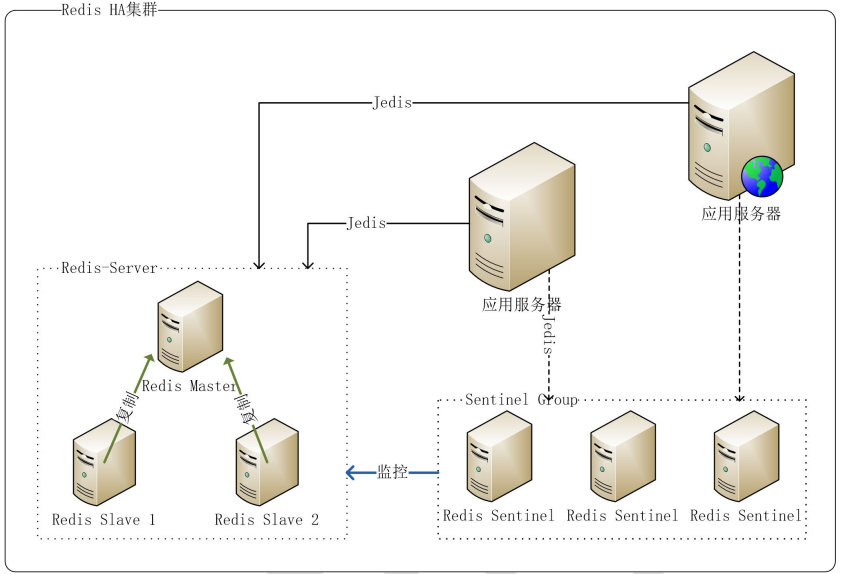 Redis HA集群
Jedis
应用服务器
Jedis
应用服务器
Jedis
Redis-Server
Redis Master
复制
复制
Redis Slave 1
Redis Slave 2
监控
Sentinel Group
Redis Sentinel
Redis Sentinel
Redis Sentinel